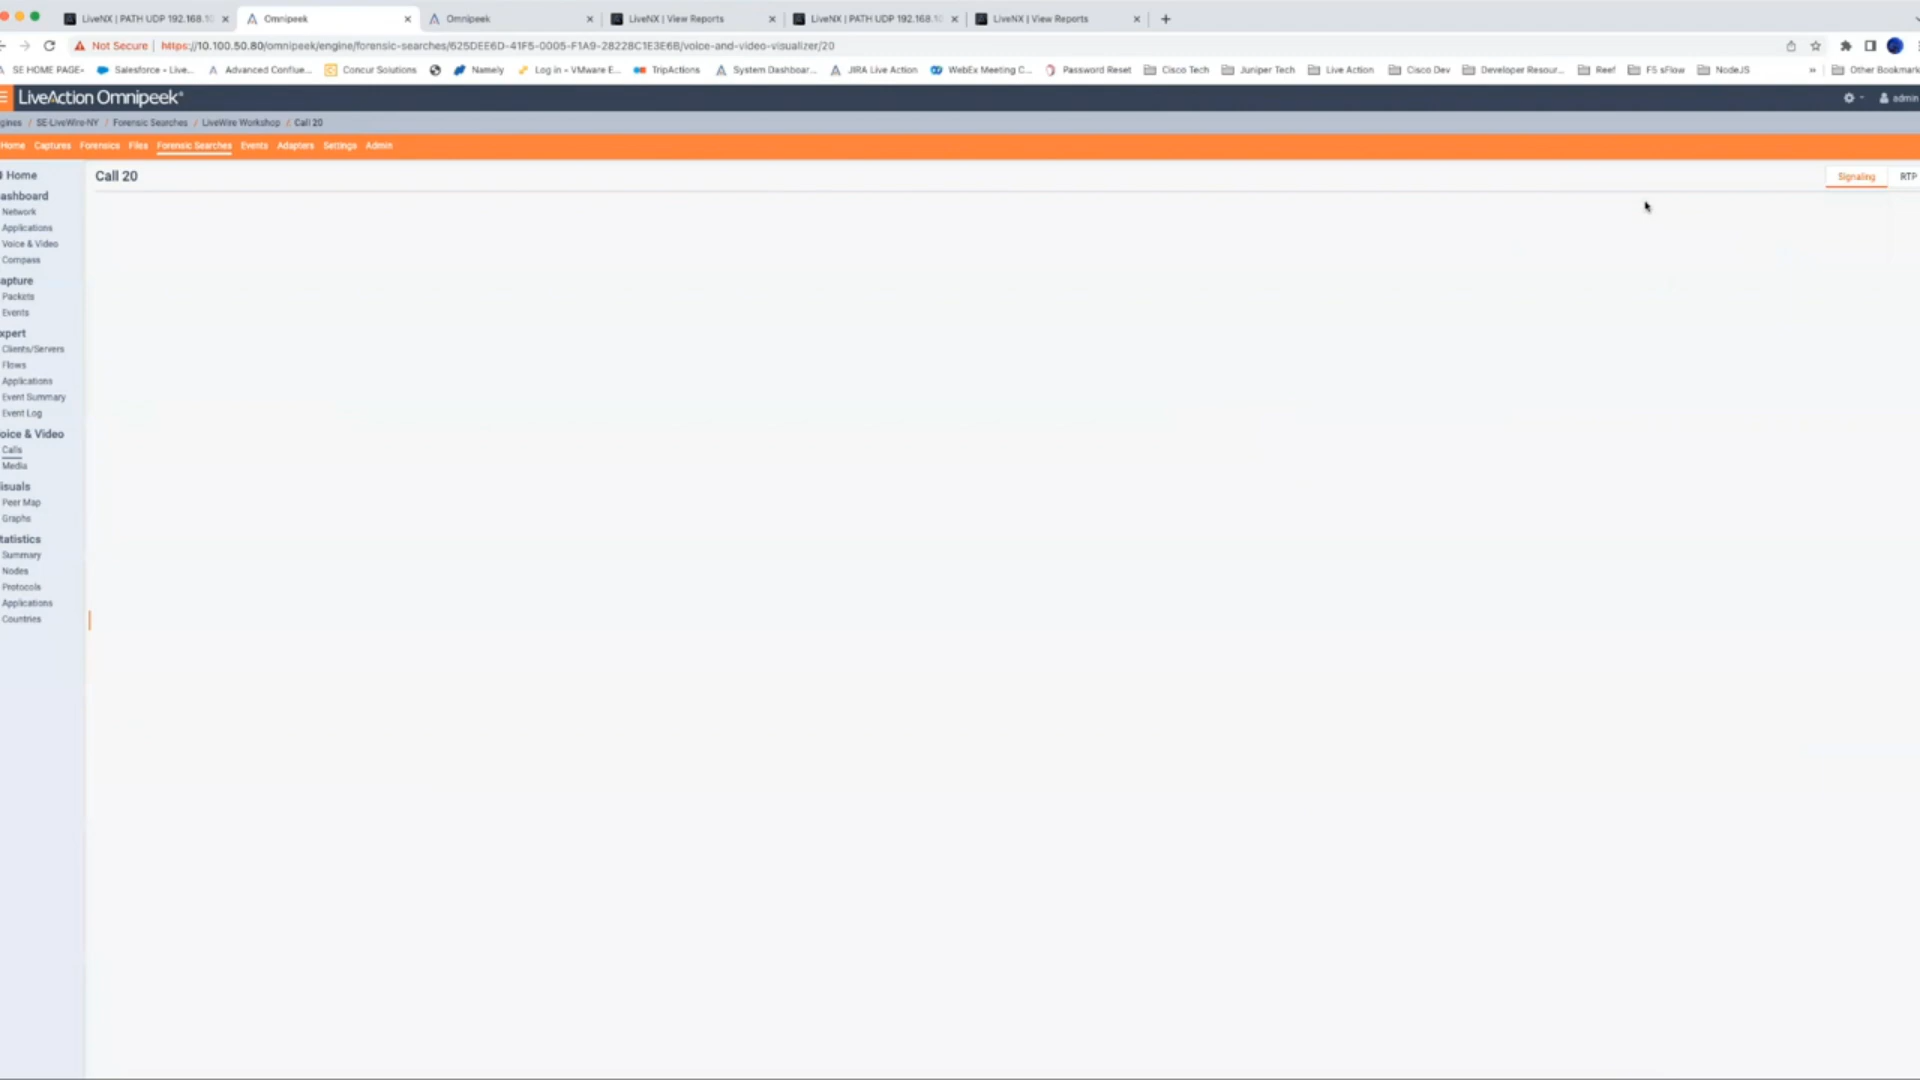 LiveNX | PATH UDP 192.168.10
Omnipeek
Omnipeek
LiveNX | View Reports
LiveNX | PATH UDP 192.168.10
LiveNX | View Reports
Not Secure | https://10.100.50.80/omnipeek/engine/forensic-searches/625DEE6D-41F5-0005-F1A9-28228C1E3E6B/voice-and-video-visualizer/20
SE HOME PAGE-
Salesforce - Live...
Advanced Conflue...
Concur Solutions
Namely
Log in - VMware E...
TripActions
System Dashboar...
JIRA Live Action
WebEx Meeting C...
Password Reset
Cisco Tech
Juniper Tech
Live Action
Cisco Dev
Developer Resour...
Reef
F5 sFlow
NodeJS
»
Other Bookmark
LiveAction Omnipeek®
admin
gines / SE-LiveWire-NY / Forensic Searches / LiveWire Workshop / Call 20
Home Captures Forensics Files Forensic Searches Events Adapters Settings Admin
Home
Call 20
Signaling
RTP
ashboard
Network
Applications
Voice & Video
Compass
apture
Packets
Events
xpert
Clients/Servers
Flows
Applications
Event Summary
Event Log
oice & Video
Calls
Media
isuals
Peer Map
Graphs
tatistics
Summary
Nodes
Protocols
Applications
Countries